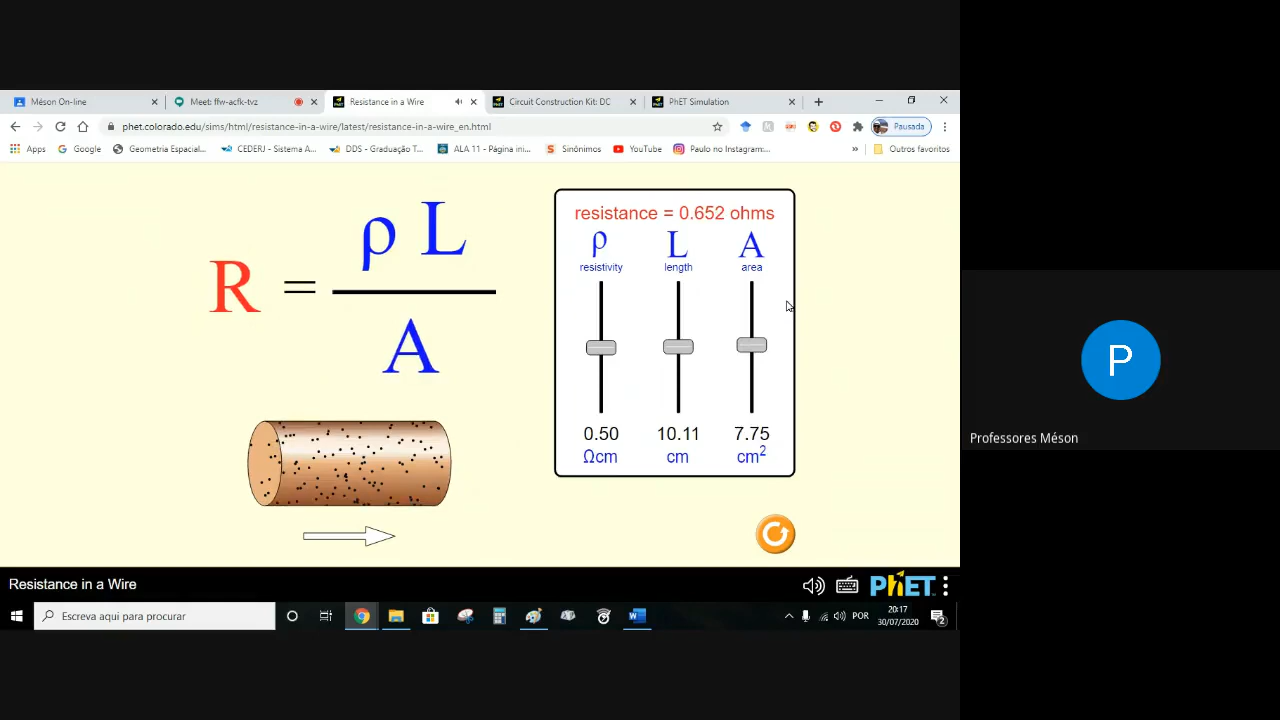 Méson On-line
Meet: ffw-acfk-tvz
Resistance in a Wire
Circuit Construction Kit: DC
PhET Simulation
phet.colorado.edu/sims/html/resistance-in-a-wire/latest/resistance-in-a-wire_en.html
Pausada
Apps
Google
Geometria Espacial...
CEDERJ - Sistema A...
DDS - Graduação T...
ALA 11 - Página ini...
Sinônimos
YouTube
Paulo no Instagram:...
»
Outros favoritos
R = ρ L
A
resistance = 0.652 ohms
ρ L A
resistivity length area
0.50 10.11 7.75
Ωcm cm cm²
P
Professores Méson
Resistance in a Wire
PhET
Escreva aqui para procurar
POR
20:17
30/07/2020
2